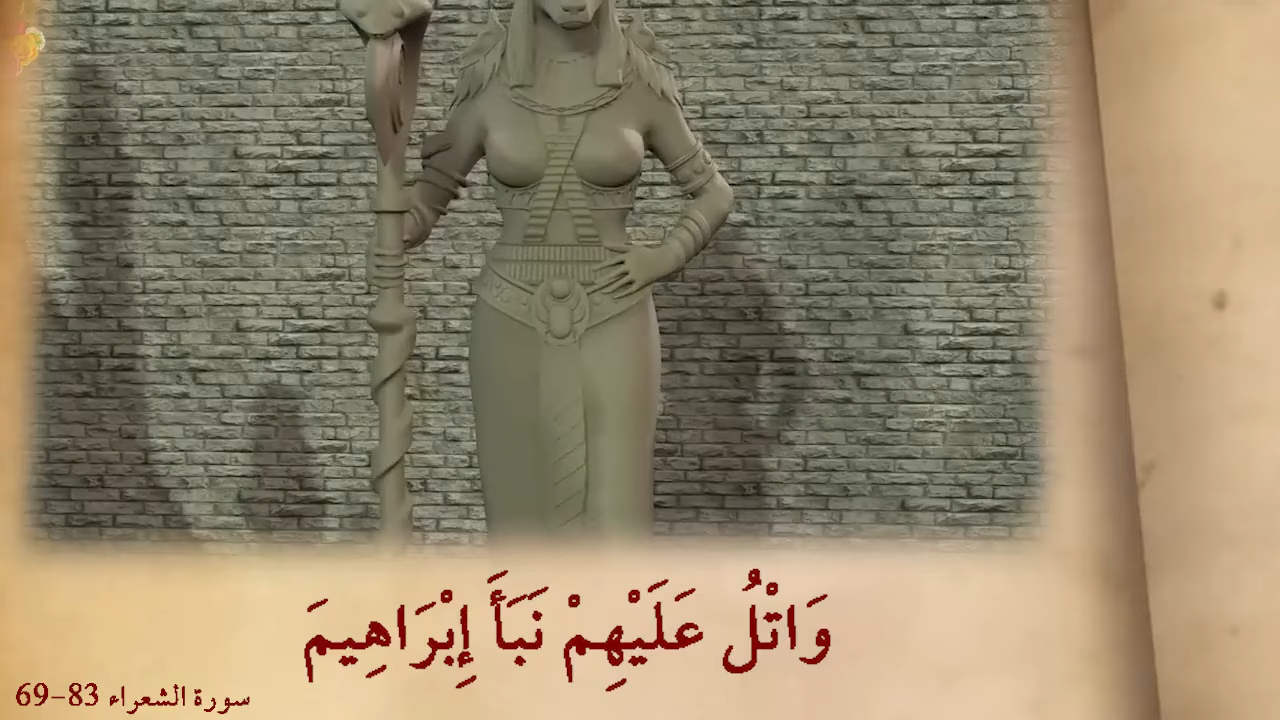 وَاتْلُ عَلَيْهِمْ نَبَأَ إِبْرَاهِيمَ
سورة الشعراء 83-69